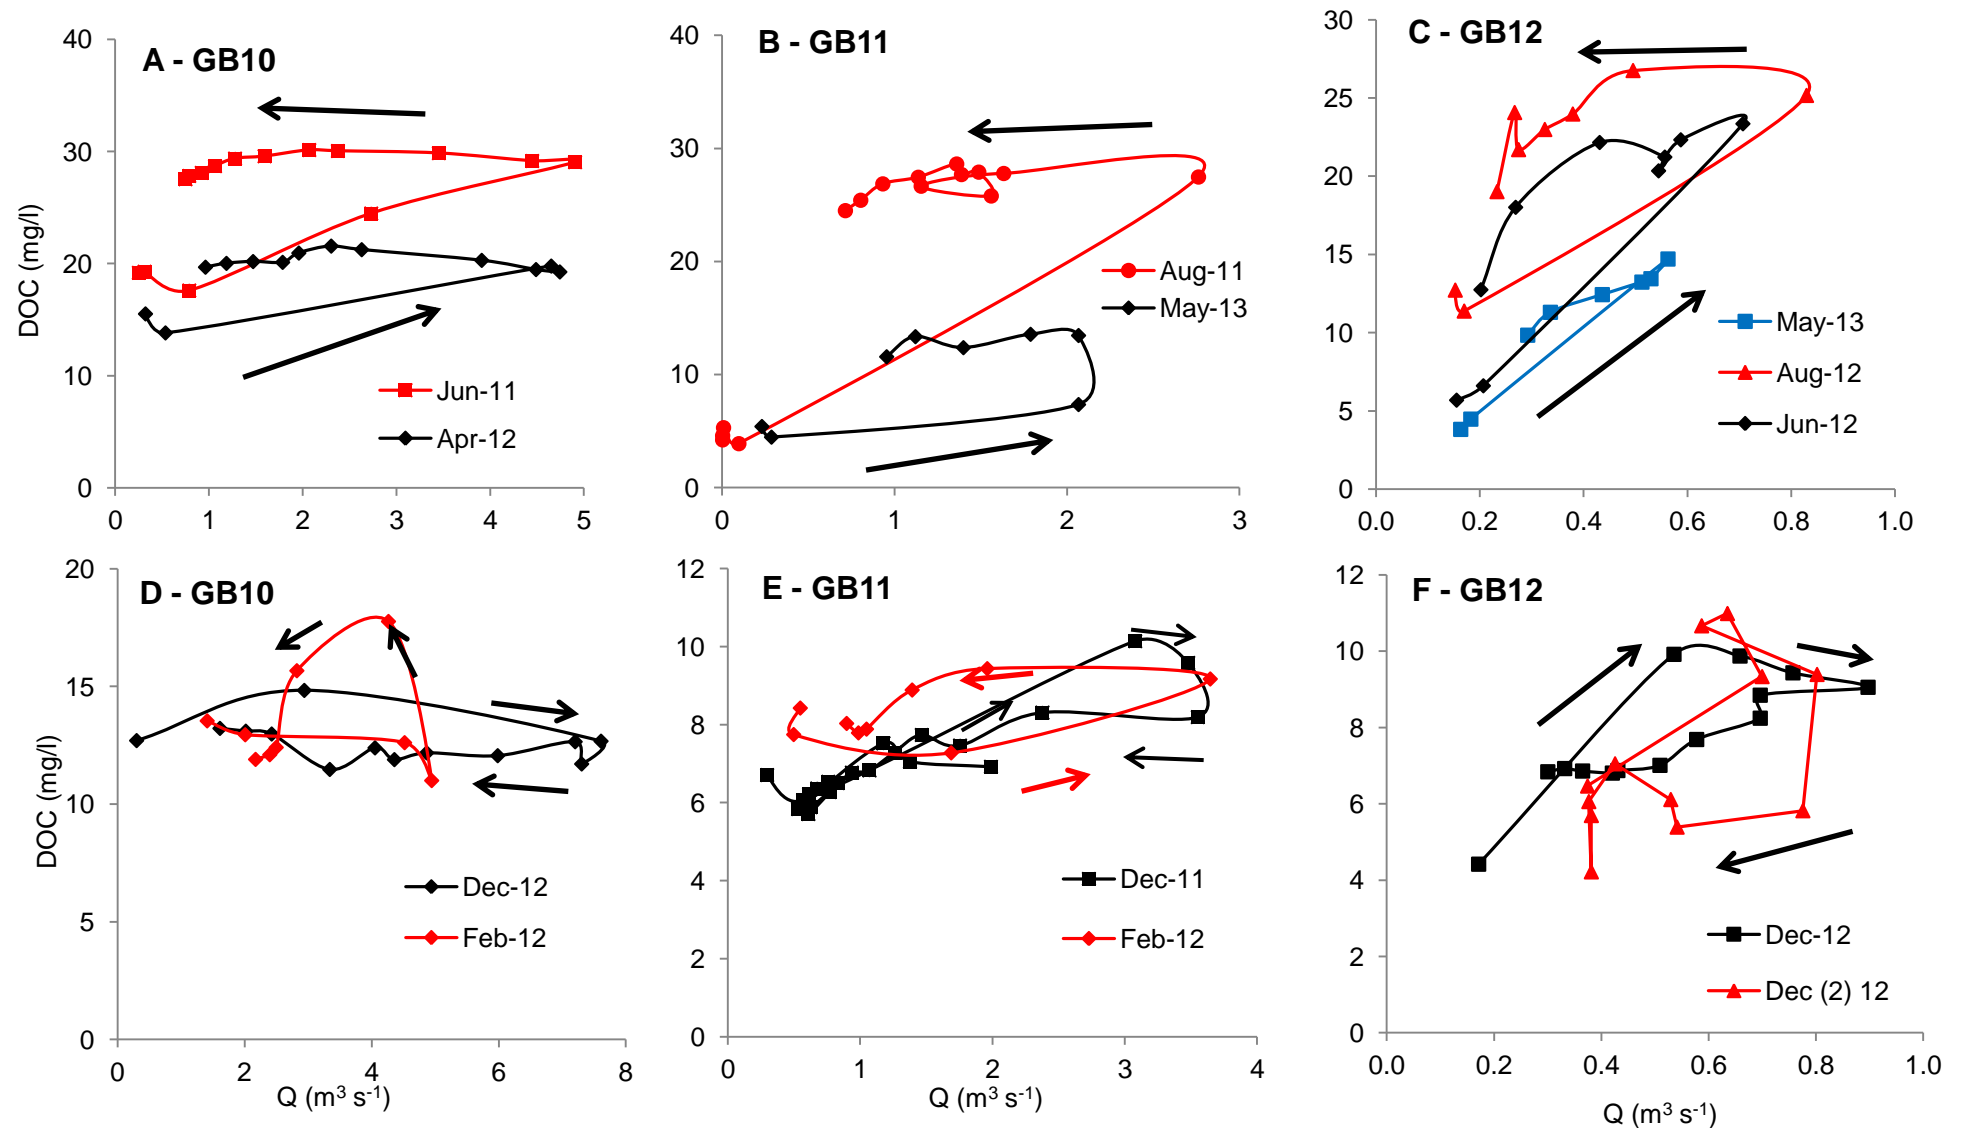 A - GB10
DOC (mg/l)
40
30
20
10
0
0 1 2 3 4 5
Jun-11
Apr-12
B - GB11
40
30
20
10
0
0 1 2 3
Aug-11
May-13
C - GB12
30
25
20
15
10
5
0
0.0 0.2 0.4 0.6 0.8 1.0
May-13
Aug-12
Jun-12
D - GB10
DOC (mg/l)
20
15
10
5
0
0 2 4 6 8
Q (m³ s⁻¹)
Dec-12
Feb-12
E - GB11
12
10
8
6
4
2
0
0 1 2 3 4
Q (m³ s⁻¹)
Dec-11
Feb-12
F - GB12
12
10
8
6
4
2
0
0.0 0.2 0.4 0.6 0.8 1.0
Q (m³ s⁻¹)
Dec-12
Dec (2) 12